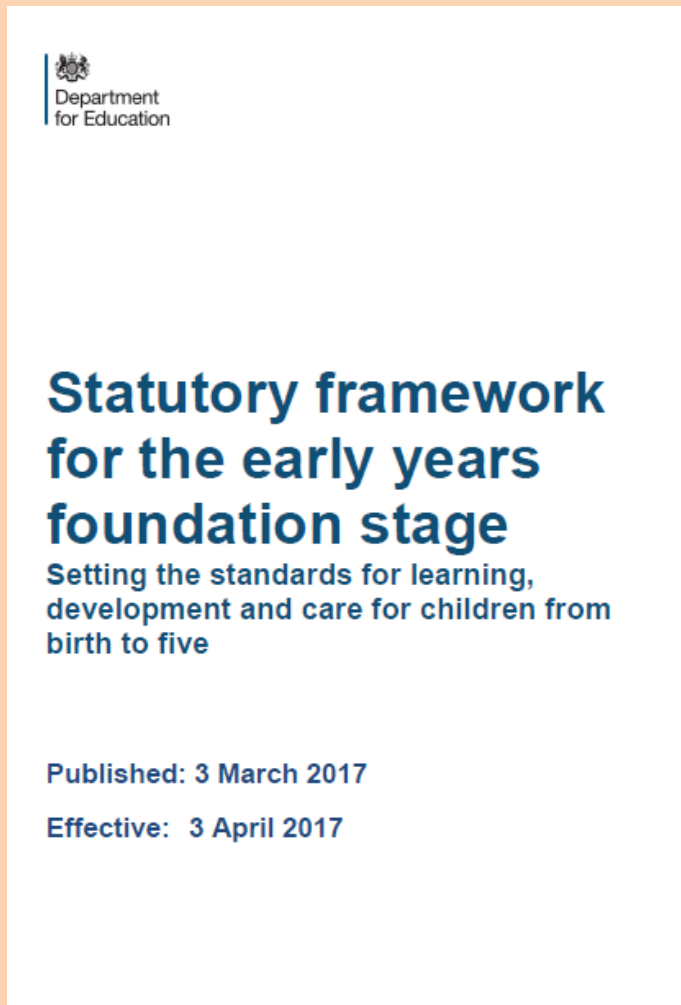 Department
for Education
Statutory framework
for the early years
foundation stage
Setting the standards for learning,
development and care for children from
birth to five
Published: 3 March 2017
Effective: 3 April 2017